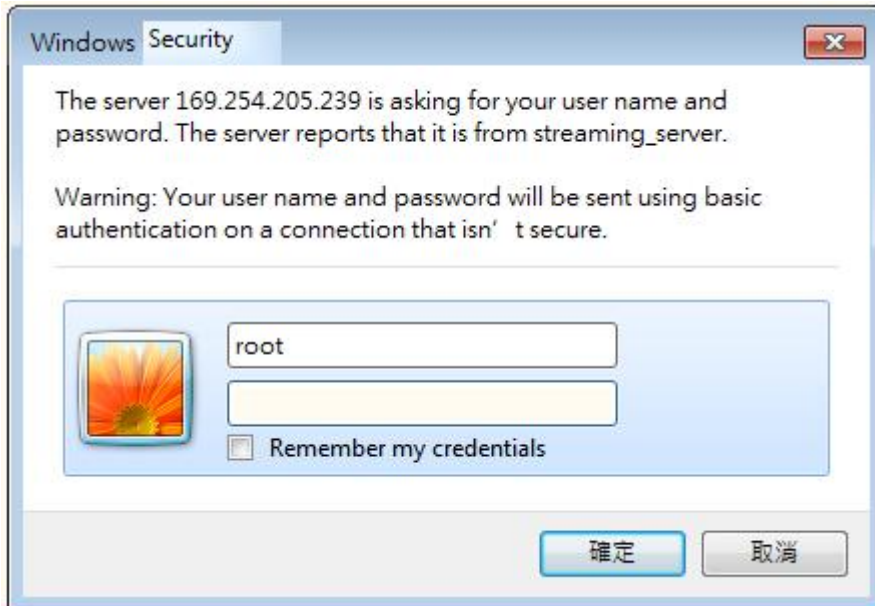 Windows Security
The server 169.254.205.239 is asking for your user name and
password. The server reports that it is from streaming_server.
Warning: Your user name and password will be sent using basic
authentication on a connection that isn’ t secure.
root
Remember my credentials
確定 取消